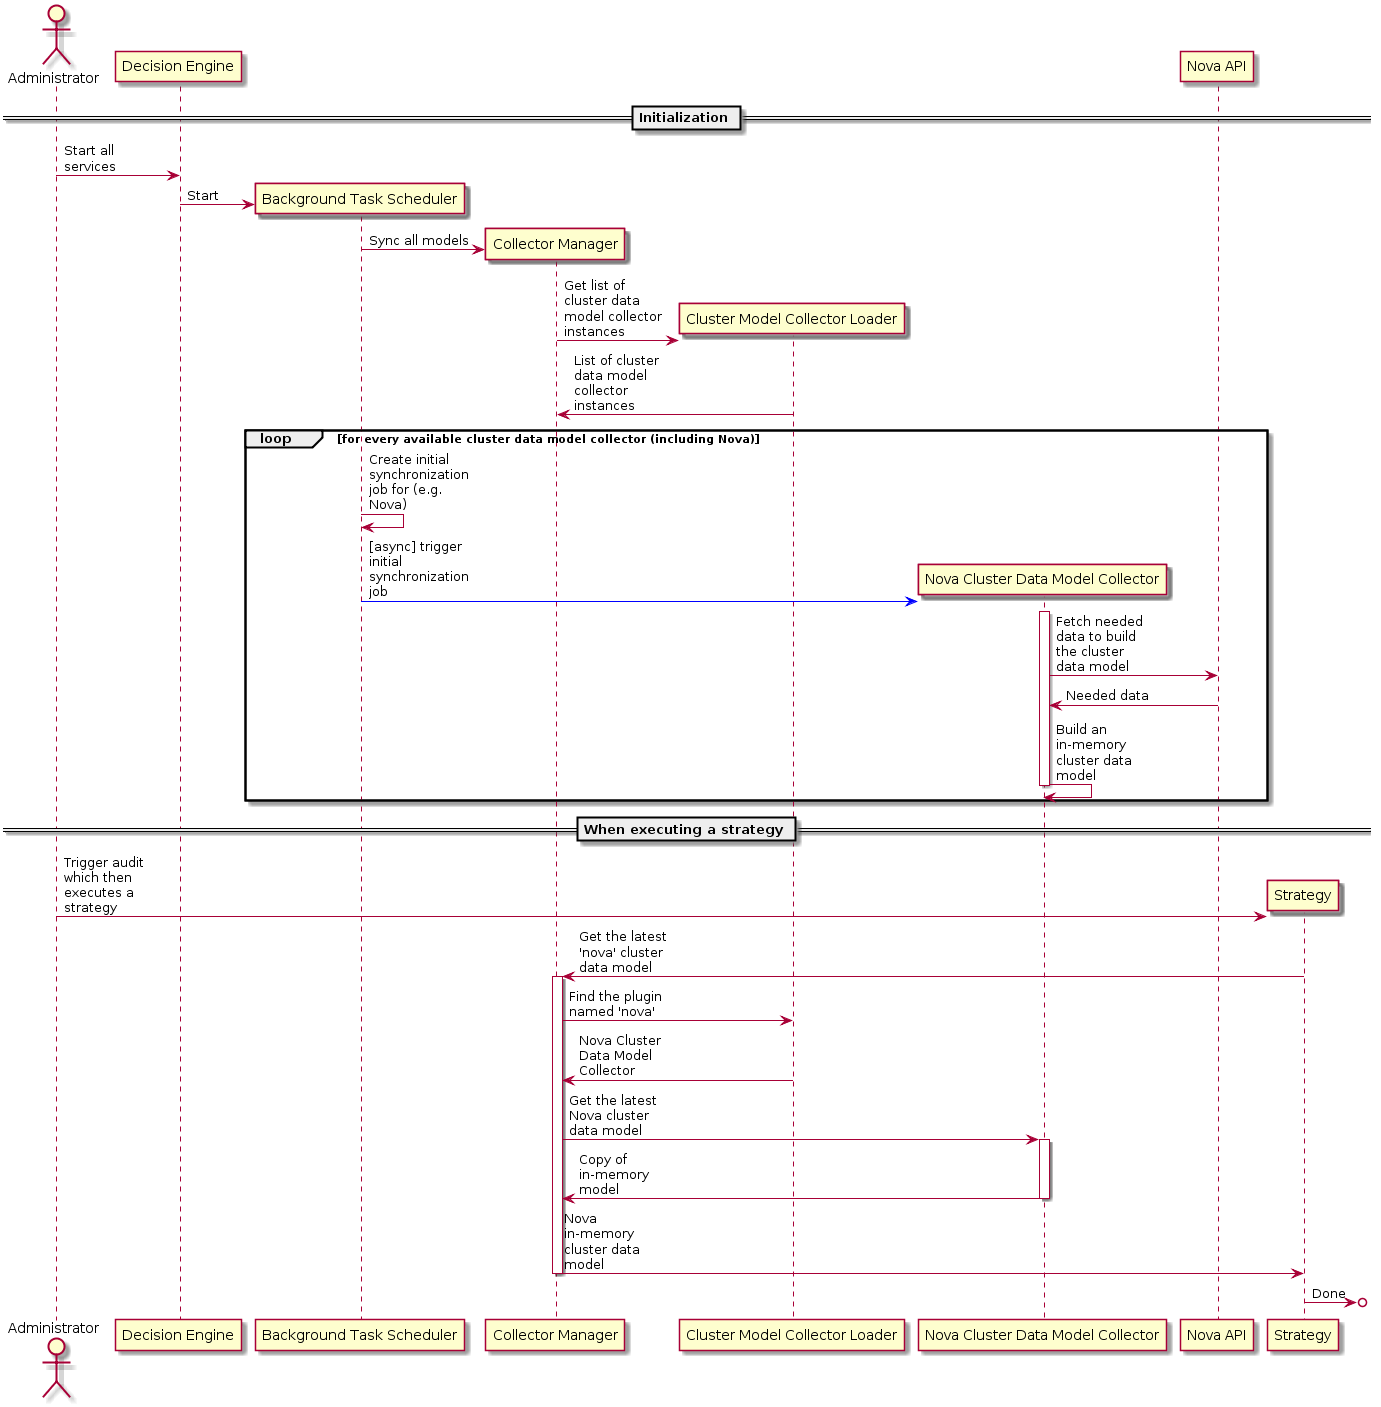 Administrator
Decision Engine
Nova API
Initialization
Start all
services
Start
Background Task Scheduler
Sync all models
Collector Manager
Get list of
cluster data
model collector
instances
Cluster Model Collector Loader
List of cluster
data model
collector
instances
loop
[for every available cluster data model collector (including Nova)]
Create initial
synchronization
job for (e.g.
Nova)
[async] trigger
initial
synchronization
job
Nova Cluster Data Model Collector
Fetch needed
data to build
the cluster
data model
Needed data
Build an
in-memory
cluster data
model
When executing a strategy
Trigger audit
which then
executes a
strategy
Strategy
Get the latest
'nova' cluster
data model
Find the plugin
named 'nova'
Nova Cluster
Data Model
Collector
Get the latest
Nova cluster
data model
Copy of
in-memory
model
Nova
in-memory
cluster data
model
Done
Administrator
Decision Engine
Background Task Scheduler
Collector Manager
Cluster Model Collector Loader
Nova Cluster Data Model Collector
Nova API
Strategy